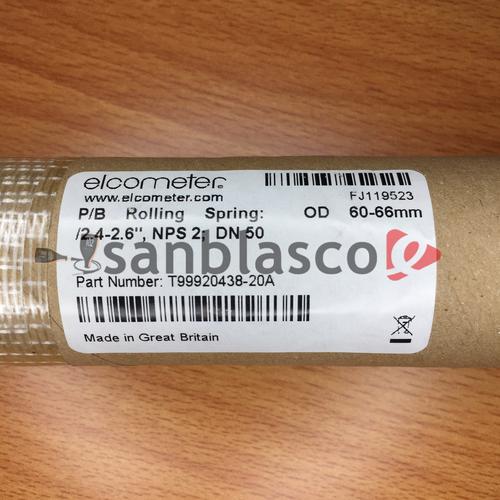 elcometer
www.elcometer.com
FJ119523
P/B Rolling Spring: OD 60-66mm
/2.4-2.6", NPS 2, DN 50
sanblasco
Part Number: T99920438-20A
Made in Great Britain